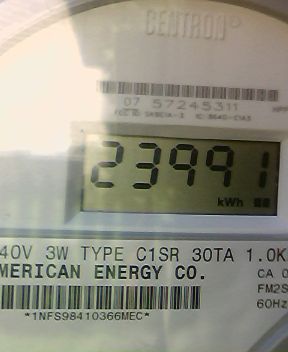 CENTRON®
07 57245311
23991
kWh
40V 3W TYPE C1SR 30TA 1.0K
MERICAN ENERGY CO.
CA 0
FM2S
60Hz
*1NFS98410366MEC*